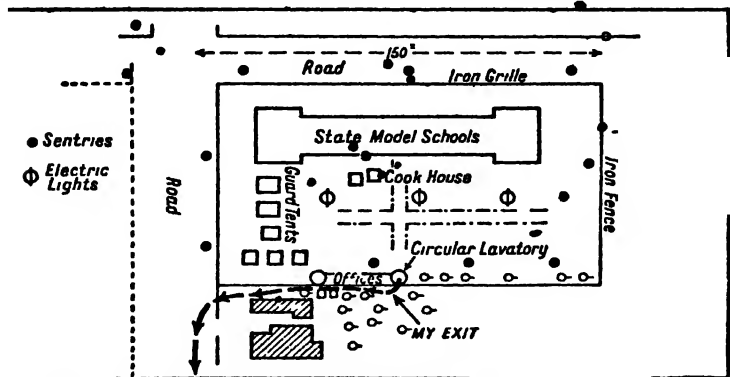 150"
Road
Iron Grille
State Model Schools
Sentries
Electric
Lights
Road
Guard Tents
Cook House
Iron Fence
Circular Lavatory
Offices
MY EXIT